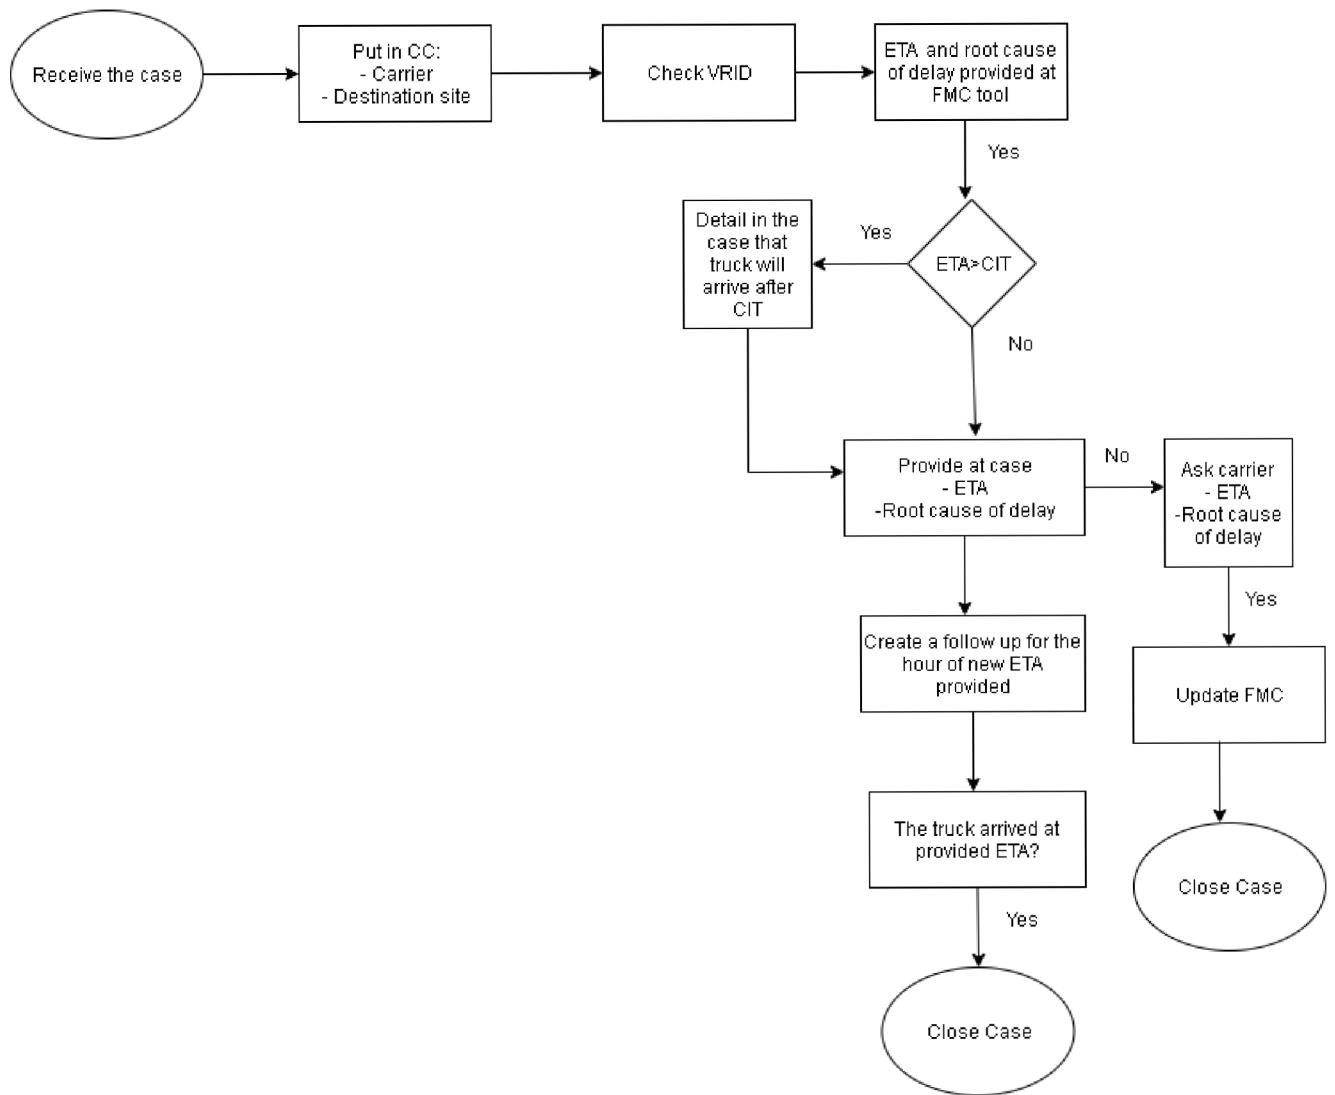 Receive the case
Put in CC:
- Carrier
- Destination site
Check VRID
ETA and root cause
of delay provided at
FMC tool
Yes
ETA>CIT
Yes
Detail in the
case that
truck will
arrive after
CIT
No
Provide at case
- ETA
-Root cause of delay
No
Ask carrier
- ETA
-Root cause
of delay
Yes
Create a follow up for the
hour of new ETA
provided
Update FMC
The truck arrived at
provided ETA?
Close Case
Yes
Close Case